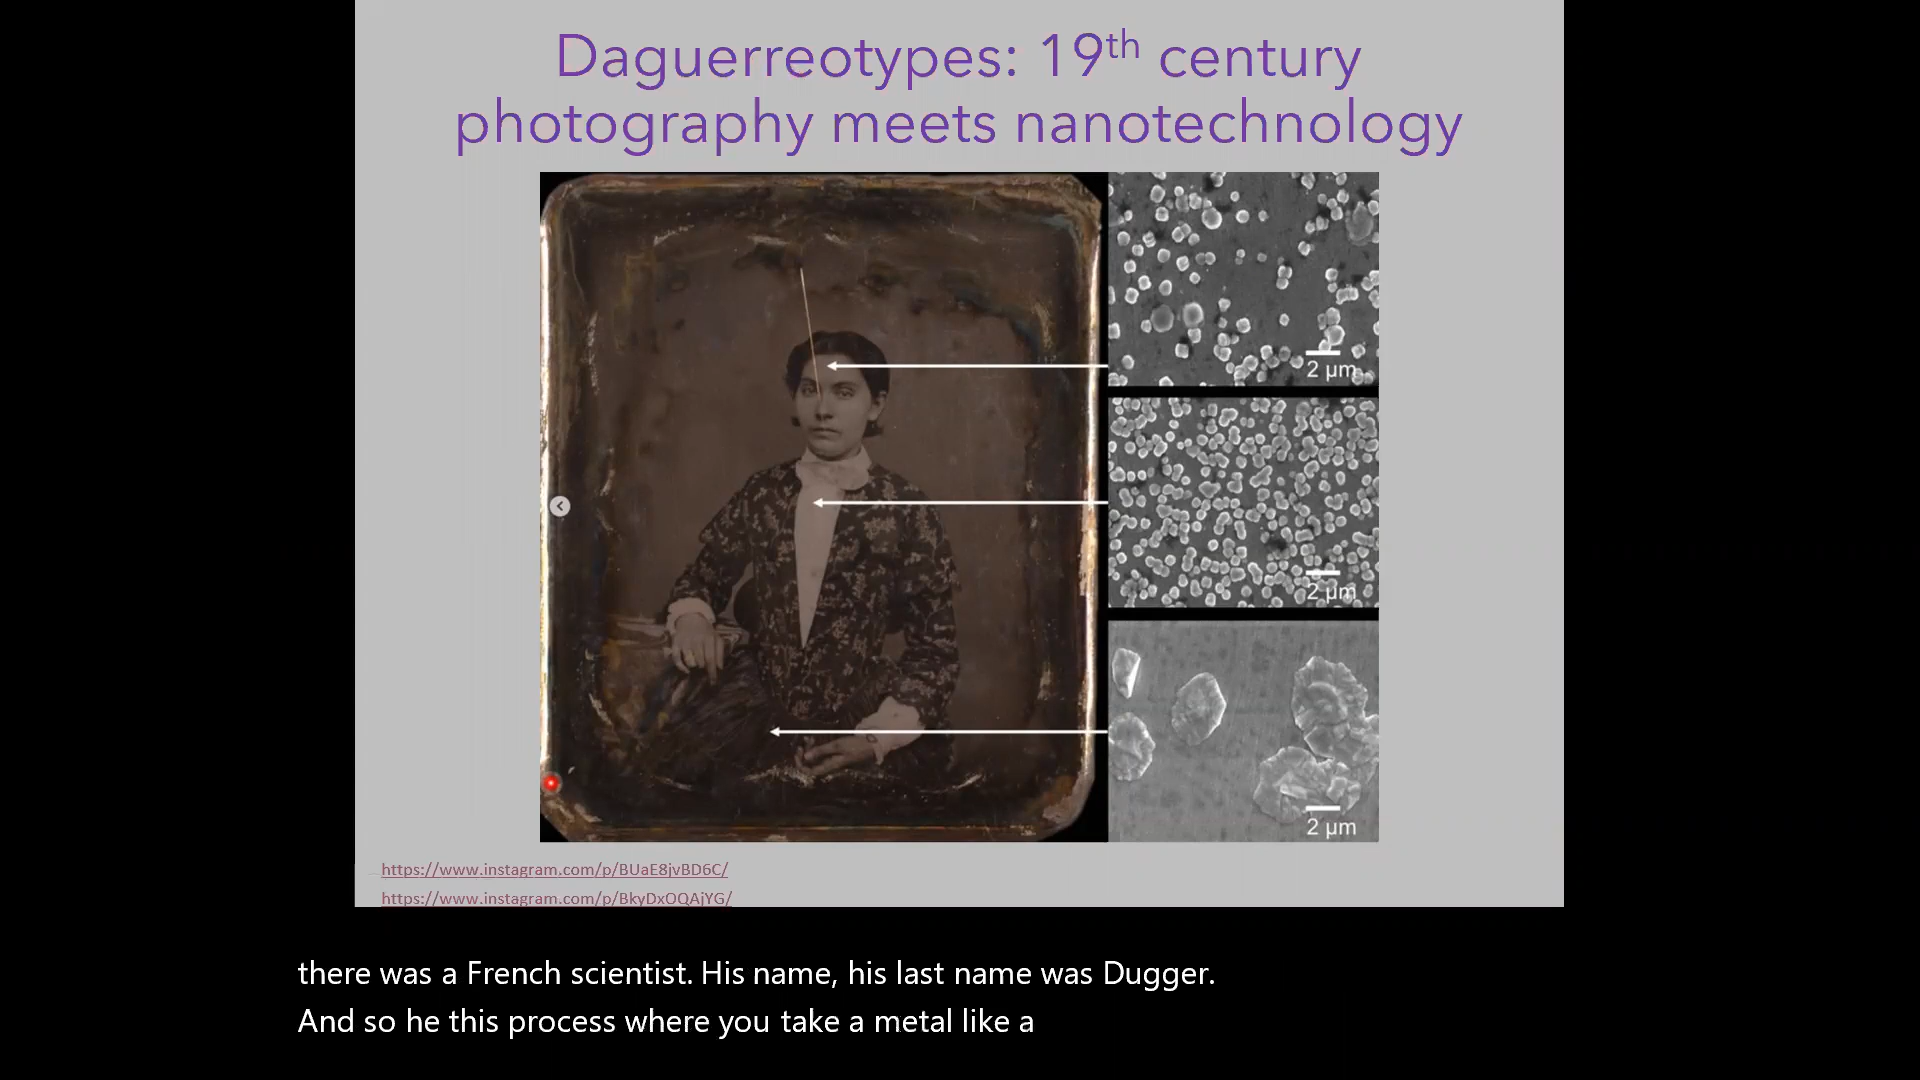 Daguerreotypes: 19th century
photography meets nanotechnology
2 µm
2 µm
2 µm
https://www.instagram.com/p/BUaE8jvBD6C/
https://www.instagram.com/p/BkyDxOQAjYG/
there was a French scientist. His name, his last name was Dugger.
And so he this process where you take a metal like a